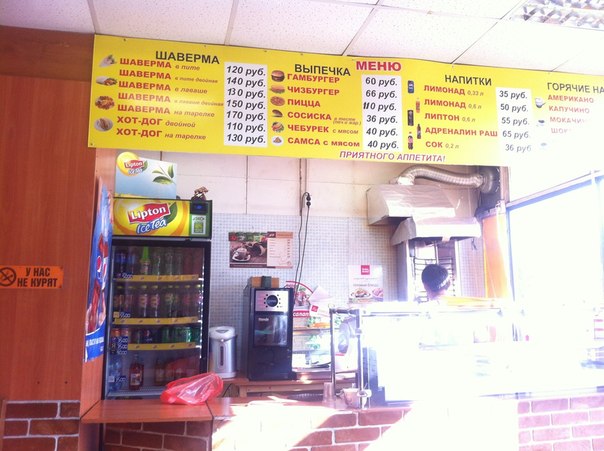 МЕНЮ
ШАВЕРМА
ШАВЕРМА в пите 120 руб.
ШАВЕРМА в пите двойная 140 руб.
ШАВЕРМА в лаваше 130 руб.
ШАВЕРМА в лаваше двойная 150 руб.
ШАВЕРМА на тарелке 170 руб.
ХОТ-ДОГ двойной 110 руб.
ХОТ-ДОГ на тарелке 130 руб.
ВЫПЕЧКА
ГАМБУРГЕР 60 руб.
ЧИЗБУРГЕР 66 руб.
ПИЦЦА 110 руб.
СОСИСКА в тесте 36 руб.
ЧЕБУРЕК с мясом 40 руб.
САМСА с мясом 40 руб.
НАПИТКИ
ЛИМОНАД 0,33 л 35 руб.
ЛИМОНАД 0,6 л 50 руб.
ЛИПТОН 0,6 л 55 руб.
АДРЕНАЛИН РАШ 65 руб.
СОК 0,2 л 36 руб.
ГОРЯЧИЕ НА
АМЕРИКАНО
КАПУЧИНО
МОКАЧИ
ШОК
ПРИЯТНОГО АППЕТИТА!
Lipton
Lipton
Ice Tea
У НАС
НЕ КУРЯТ